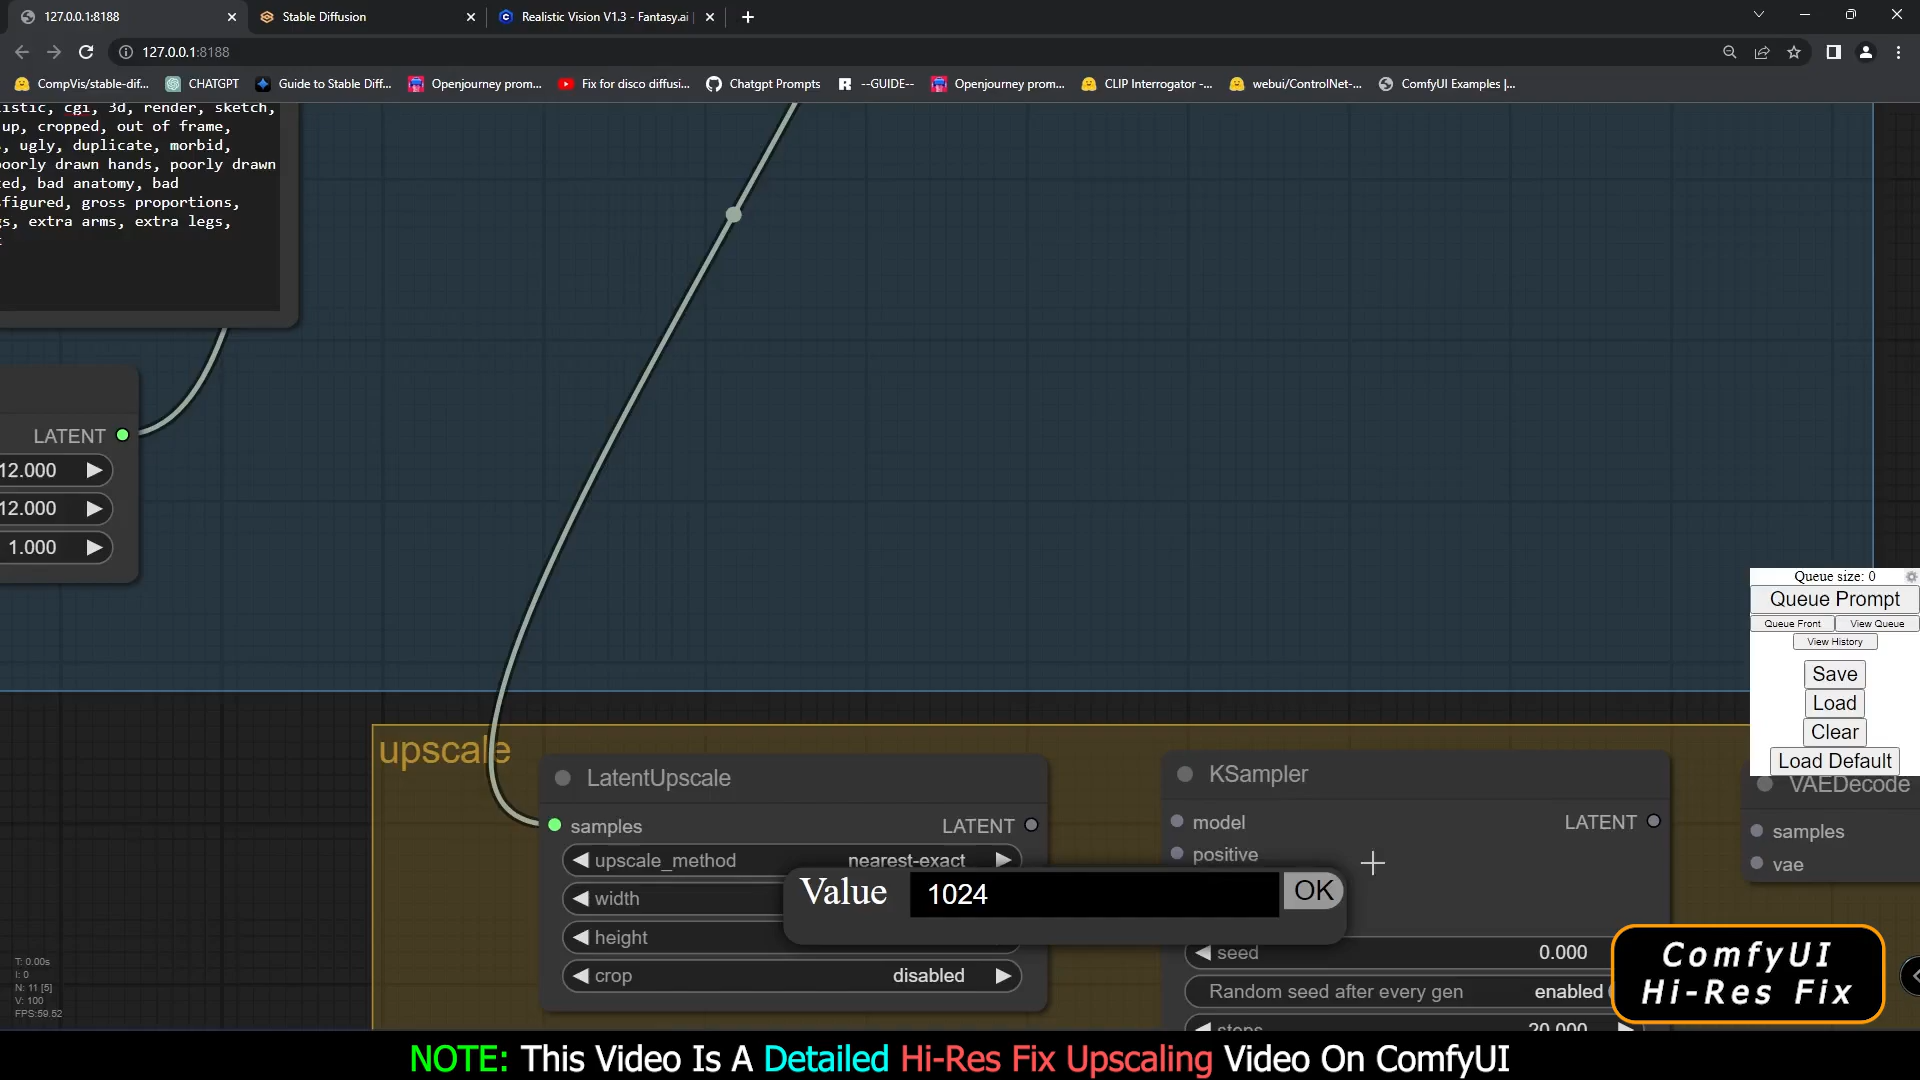 127.0.0.1:8188
Stable Diffusion
Realistic Vision V1.3 - Fantasy.ai
127.0.0.1:8188
CompVis/stable-dif...
CHATGPT
Guide to Stable Diff...
Openjourney prom...
Fix for disco diffusi...
Chatgpt Prompts
--GUIDE--
Openjourney prom...
CLIP Interrogator -...
webui/ControlNet-...
ComfyUI Examples |...
listic, cgi, 3d, render, sketch,
up, cropped, out of frame,
, ugly, duplicate, morbid,
poorly drawn hands, poorly drawn
ted, bad anatomy, bad
sfigured, gross proportions,
s, extra arms, extra legs,
LATENT
12.000
12.000
1.000
Queue size: 0
Queue Prompt
Queue Front
View Queue
View History
Save
Load
Clear
Load Default
upscale
LatentUpscale
samples
LATENT
upscale_method
nearest-exact
width
height
crop
disabled
Value
1024
OK
KSampler
model
LATENT
positive
seed
0.000
Random seed after every gen
enabled
steps
20.000
VAEDecode
samples
vae
T: 0.00s
I: 0
N: 11 [5]
V: 100
FPS:59.52
ComfyUI
Hi-Res Fix
NOTE: This Video Is A Detailed Hi-Res Fix Upscaling Video On ComfyUI